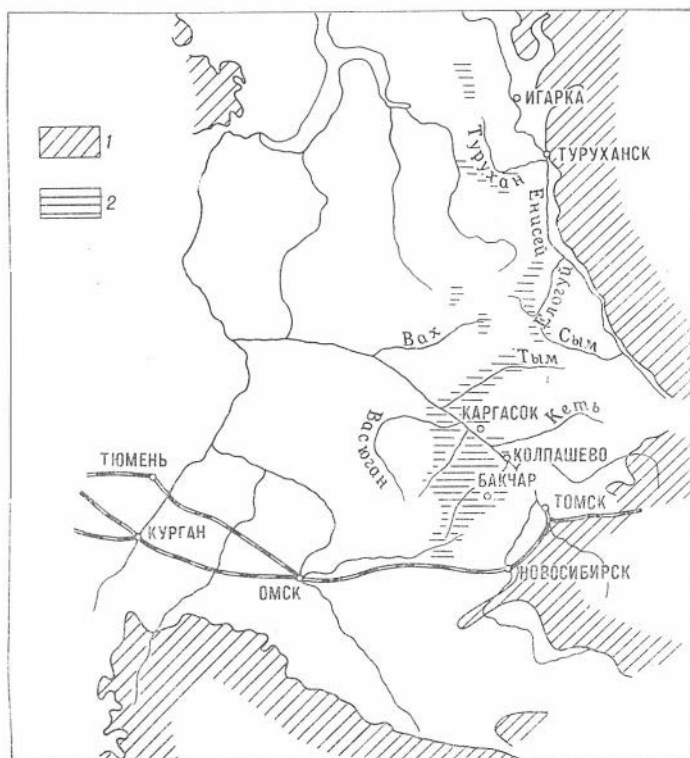 ИГАРКА
1
Турухан
ТУРУХАНСК
2
Енисей
Елогуй
Вах
Сым
Тым
КАРГАСОК
Кеть
Васюган
КОЛПАШЕВО
ТЮМЕНЬ
БАКЧАР
ТОМСК
КУРГАН
НОВОСИБИРСК
ОМСК